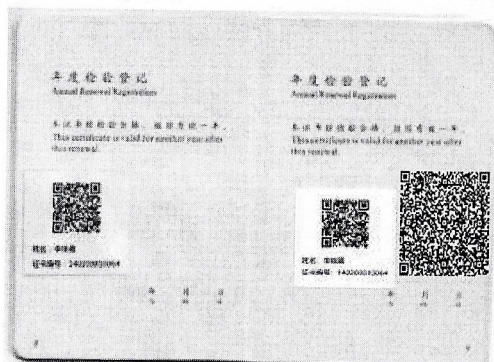 年度检验登记
Annual Renewal Registration
本证书经检验合格，继续有效一年。
This certificate is valid for another year after
this renewal.
姓名：李
证书编号：
年 月 日
年度检验登记
Annual Renewal Registration
本证书经检验合格，继续有效一年。
This certificate is valid for another year after
this renewal.
姓名：李
证书编号：
年 月 日